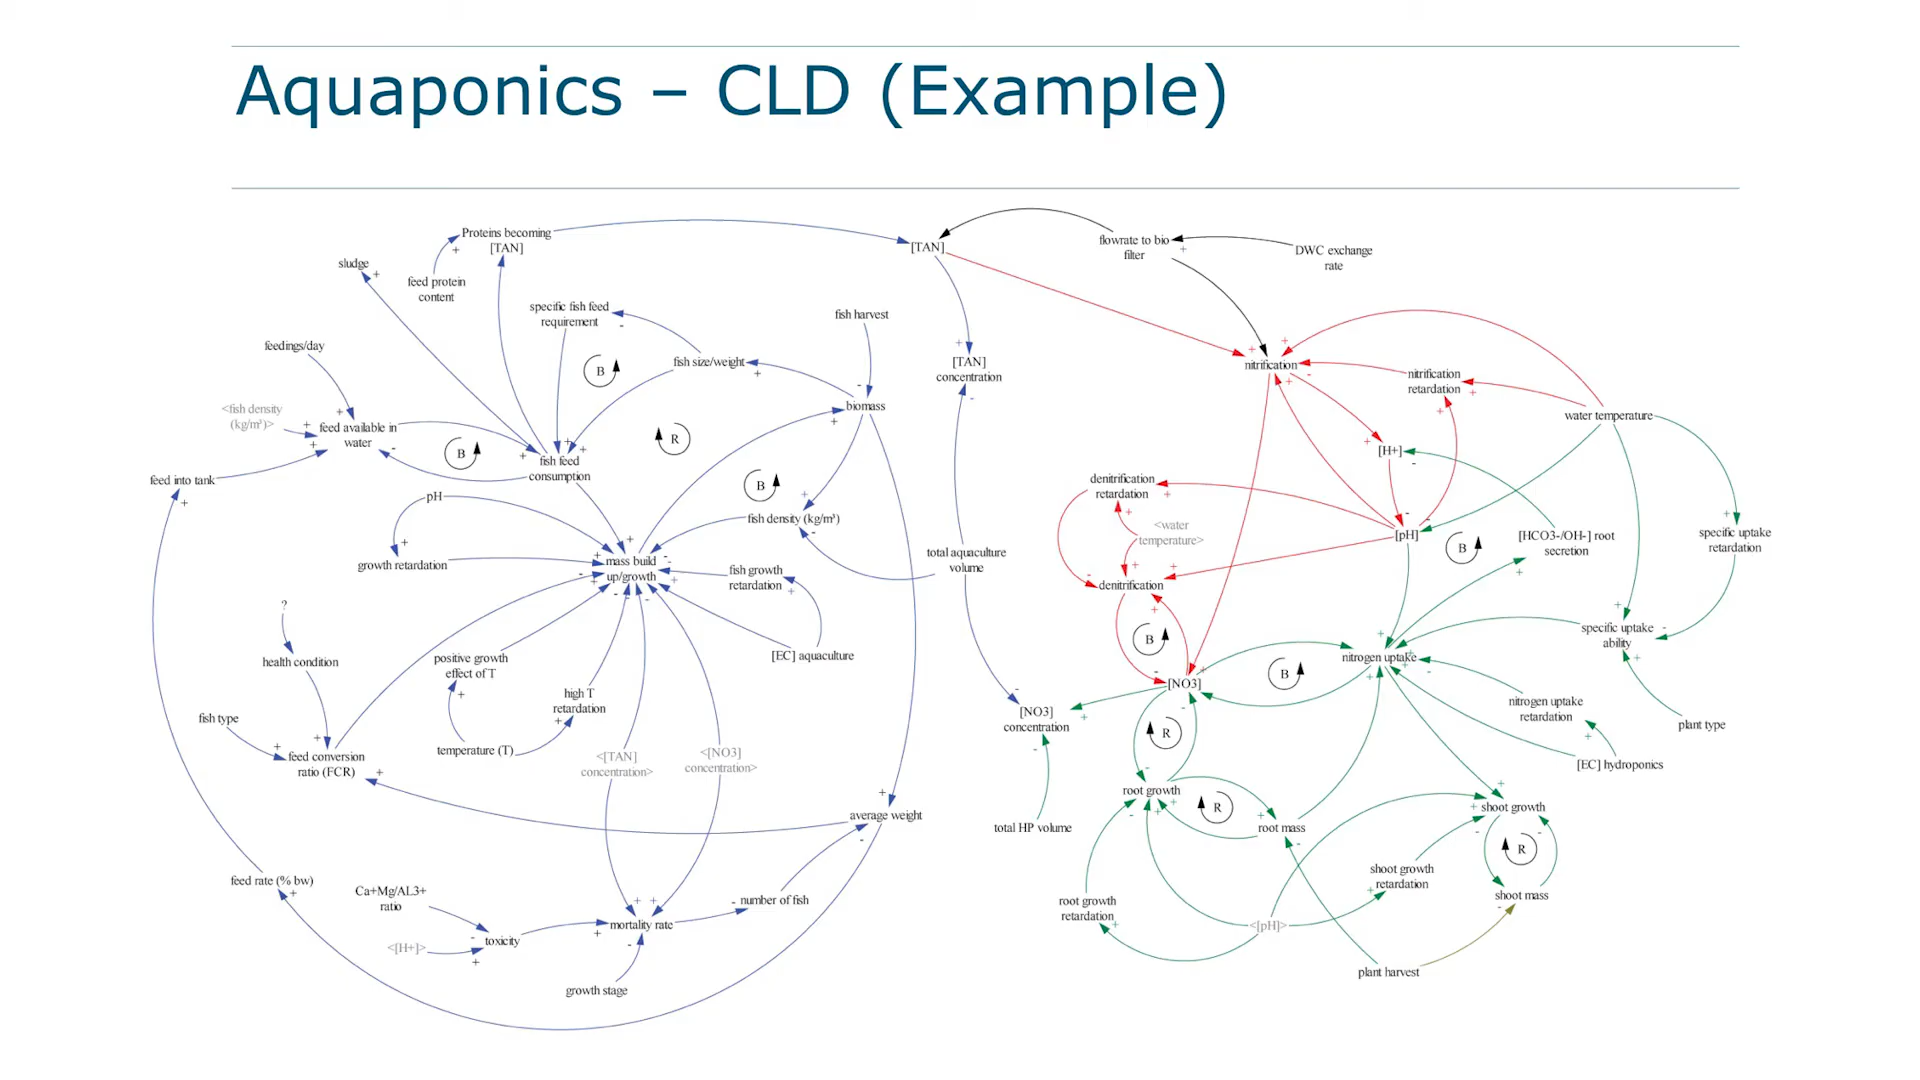 Aquaponics – CLD (Example)
Proteins becoming
[TAN]
sludge
feed protein
content
[TAN]
flowrate to bio
filter
DWC exchange
rate
specific fish feed
requirement
fish harvest
feedings/day
fish size/weight
[TAN]
concentration
nitrification
nitrification
retardation
<fish density
(kg/m³)>
feed available in
water
B
biomass
water temperature
B
R
fish feed
consumption
[H+]
feed into tank
pH
B
denitrification
retardation
fish density (kg/m³)
<water
temperature>
[pH]
B
[HCO3-/OH-] root
secretion
specific uptake
retardation
growth retardation
mass build
up/growth
fish growth
retardation
total aquaculture
volume
denitrification
?
health condition
positive growth
effect of T
[EC] aquaculture
B
nitrogen uptake
specific uptake
ability
high T
retardation
[NO3]
B
fish type
feed conversion
ratio (FCR)
temperature (T)
<[TAN]
concentration>
<[NO3]
concentration>
[NO3]
concentration
R
nitrogen uptake
retardation
plant type
[EC] hydroponics
average weight
root growth
R
shoot growth
total HP volume
root mass
R
feed rate (% bw)
Ca+Mg/AL3+
ratio
number of fish
shoot growth
retardation
shoot mass
<[H+]>
toxicity
mortality rate
root growth
retardation
<[pH]>
growth stage
plant harvest